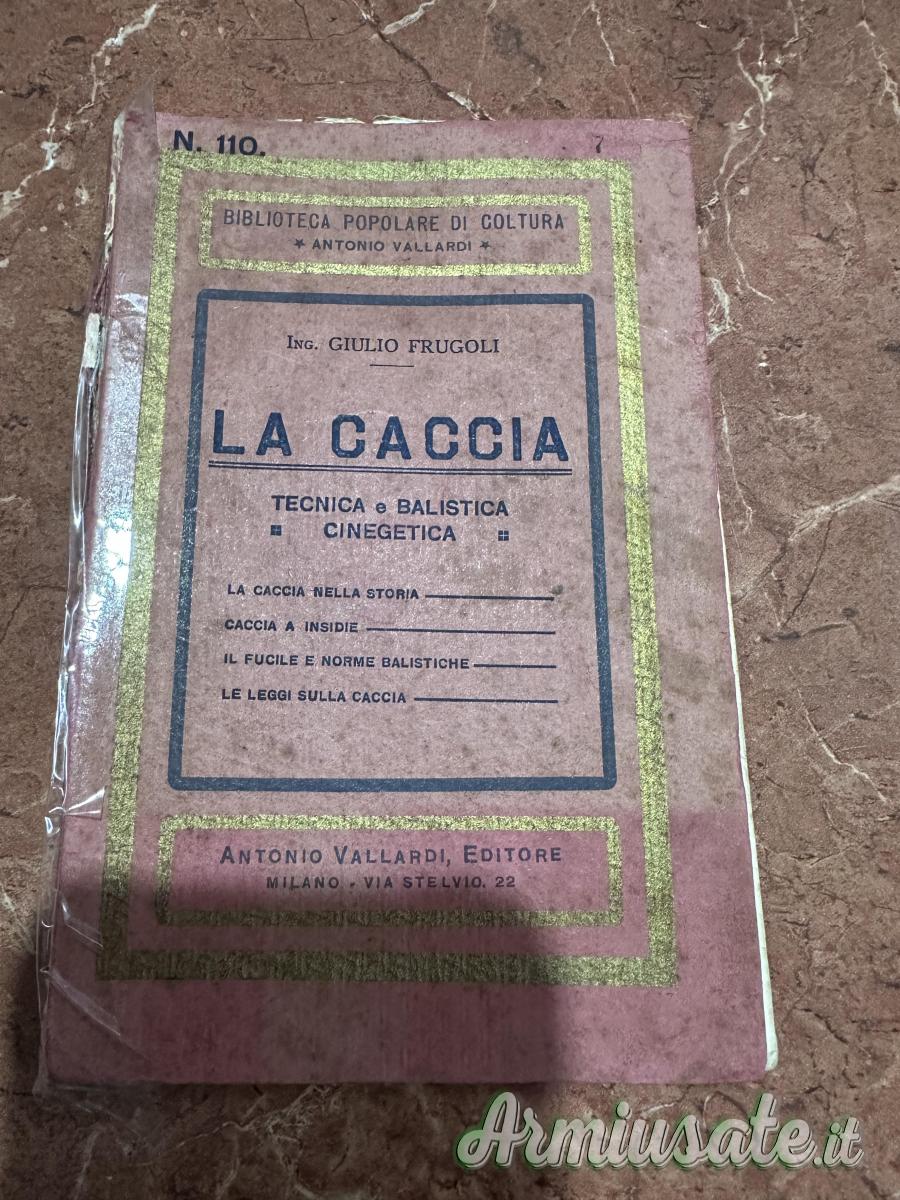 N. 110.
7
BIBLIOTECA POPOLARE DI COLTURA
★ ANTONIO VALLARDI ★
ING. GIULIO FRUGOLI
LA CACCIA
TECNICA e BALISTICA
CINEGETICA
LA CACCIA NELLA STORIA
CACCIA A INSIDIE
IL FUCILE E NORME BALISTICHE
LE LEGGI SULLA CACCIA
ANTONIO VALLARDI, EDITORE
MILANO - VIA STELVIO, 22
Armiusate.it